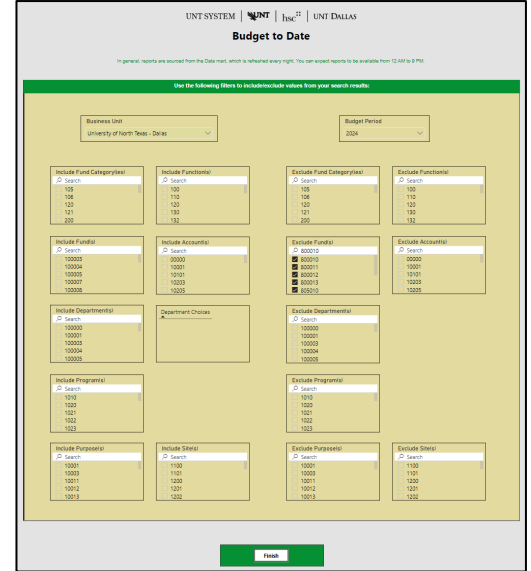 UNT SYSTEM | UNT | hsc | UNT DALLAS
Budget to Date
In general, reports are sourced from the Data mart, which is refreshed every night. You can expect reports to be available from 12 AM to 9 PM.
Use the following filters to include/exclude values from your search results:
Business Unit
University of North Texas - Dallas
Budget Period
2024
Include Fund Category(ies)
Search
105
106
120
121
200
Include Function(s)
Search
100
110
120
130
132
Exclude Fund Category(ies)
Search
105
106
120
121
200
Exclude Function(s)
Search
100
110
120
130
132
Include Fund(s)
Search
100003
100004
100005
100007
100008
Include Account(s)
Search
00000
10001
10101
10203
10205
Exclude Fund(s)
800010
800010
800011
800012
800013
805010
Exclude Account(s)
Search
00000
10001
10101
10203
10205
Include Department(s)
Search
100000
100001
100003
100004
100005
Department Choices
Exclude Department(s)
Search
100000
100001
100003
100004
100005
Include Program(s)
Search
1010
1020
1021
1022
1023
Exclude Program(s)
Search
1010
1020
1021
1022
1023
Include Purpose(s)
Search
10001
10003
10011
10012
10013
Include Site(s)
Search
1100
1101
1200
1201
1202
Exclude Purpose(s)
Search
10001
10003
10011
10012
10013
Exclude Site(s)
Search
1100
1101
1200
1201
1202
Finish